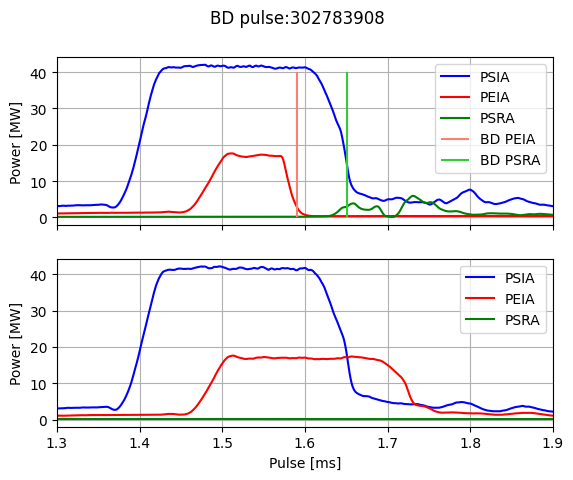 BD pulse:302783908
Power [MW]
40
30
20
10
0
PSIA
PEIA
PSRA
BD PEIA
BD PSRA
Power [MW]
40
30
20
10
0
PSIA
PEIA
PSRA
1.3 1.4 1.5 1.6 1.7 1.8 1.9
Pulse [ms]